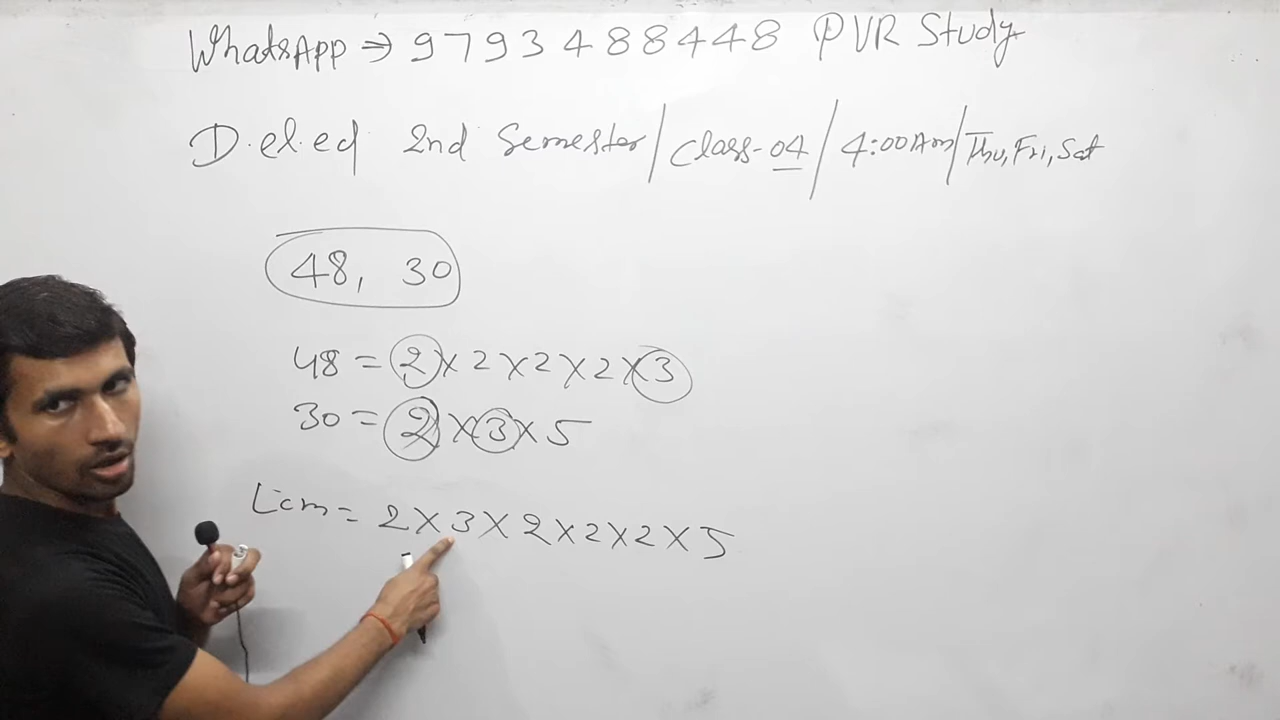 WhatsApp ⇒ 9793488448 PVR Study
D.el.ed 2nd Semester / Class-04 / 4:00Am / Thu, Fri, Sat
48, 30
48 = 2 × 2 × 2 × 2 × 3
30 = 2 × 3 × 5
Lcm = 2 × 3 × 2 × 2 × 2 × 5